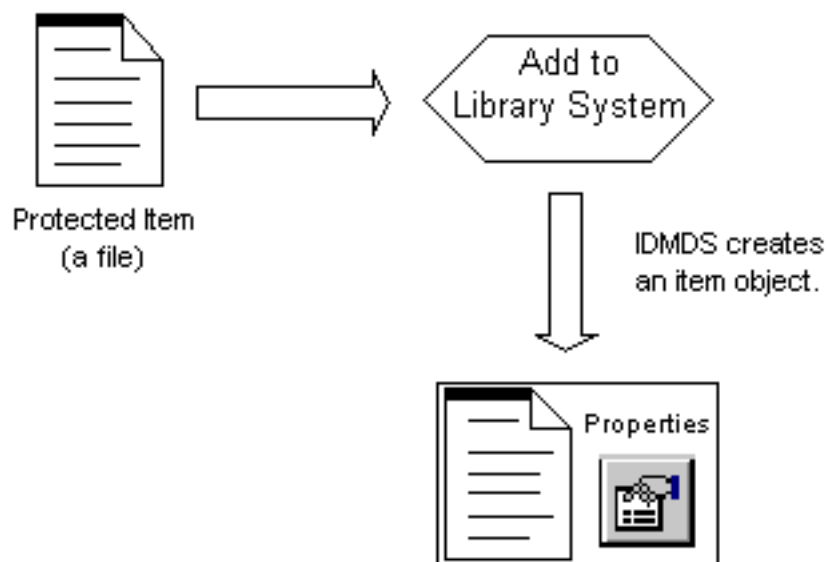 Add to
Library System
Protected Item
(a file)
IDMDS creates
an item object.
Properties